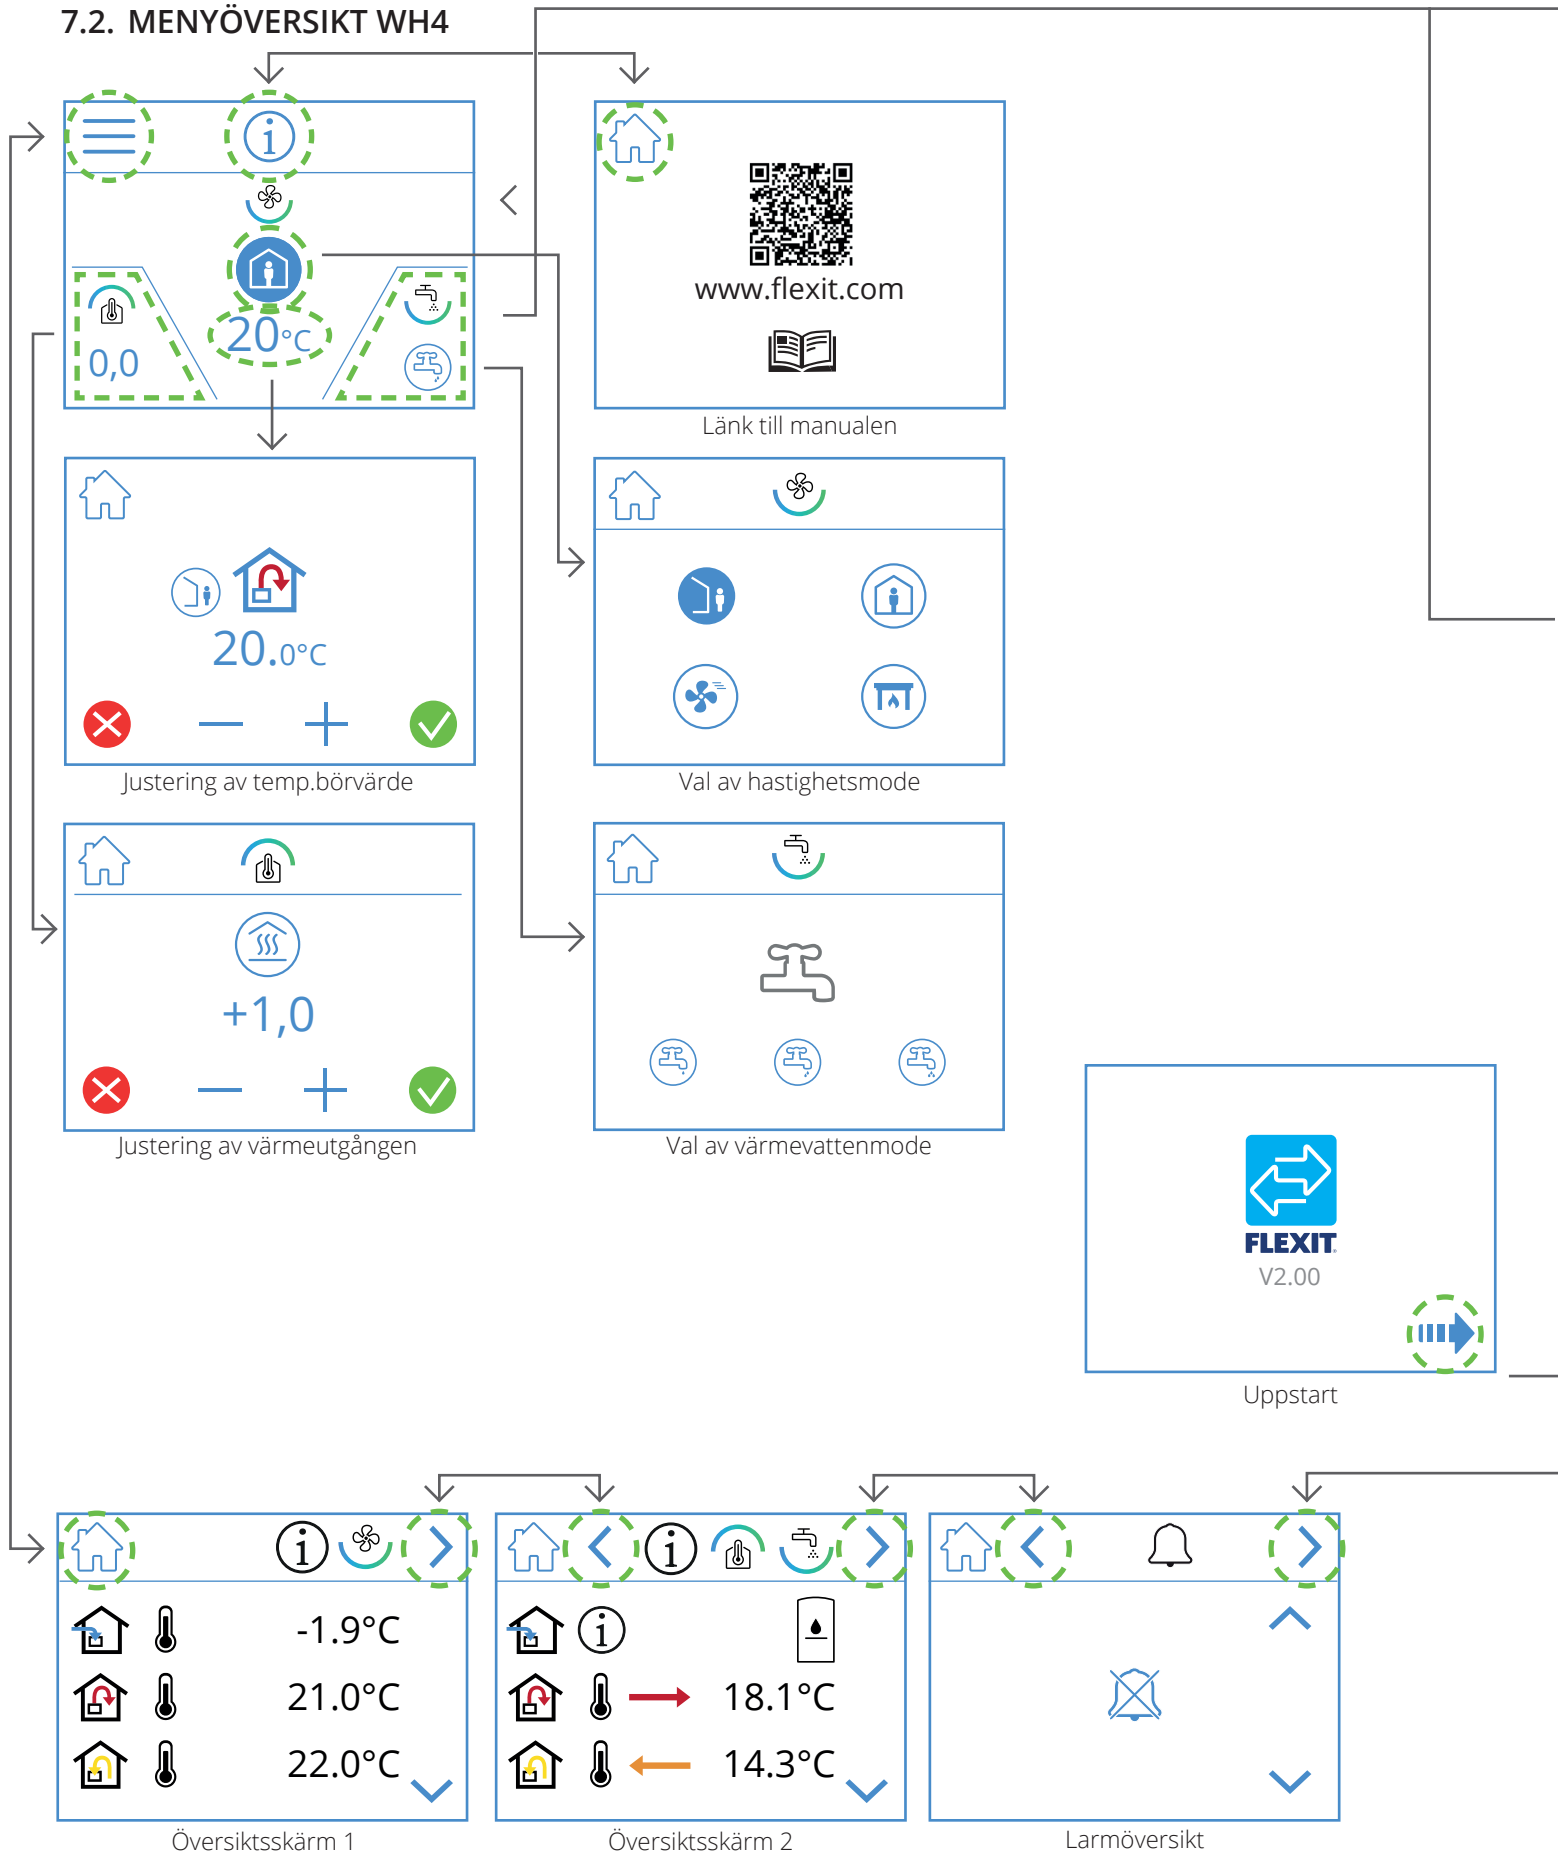 7.2. MENYÖVERSIKT WH4
i
0,0
20°C
www.flexit.com
Länk till manualen
20.0°C
Justering av temp.börvärde
Val av hastighetsmode
+1,0
Justering av värmeutgången
Val av värmevattenmode
FLEXIT
V2.00
Uppstart
i
-1.9°C
21.0°C
22.0°C
Översiktsskärm 1
i
i
18.1°C
14.3°C
Översiktsskärm 2
Larmöversikt